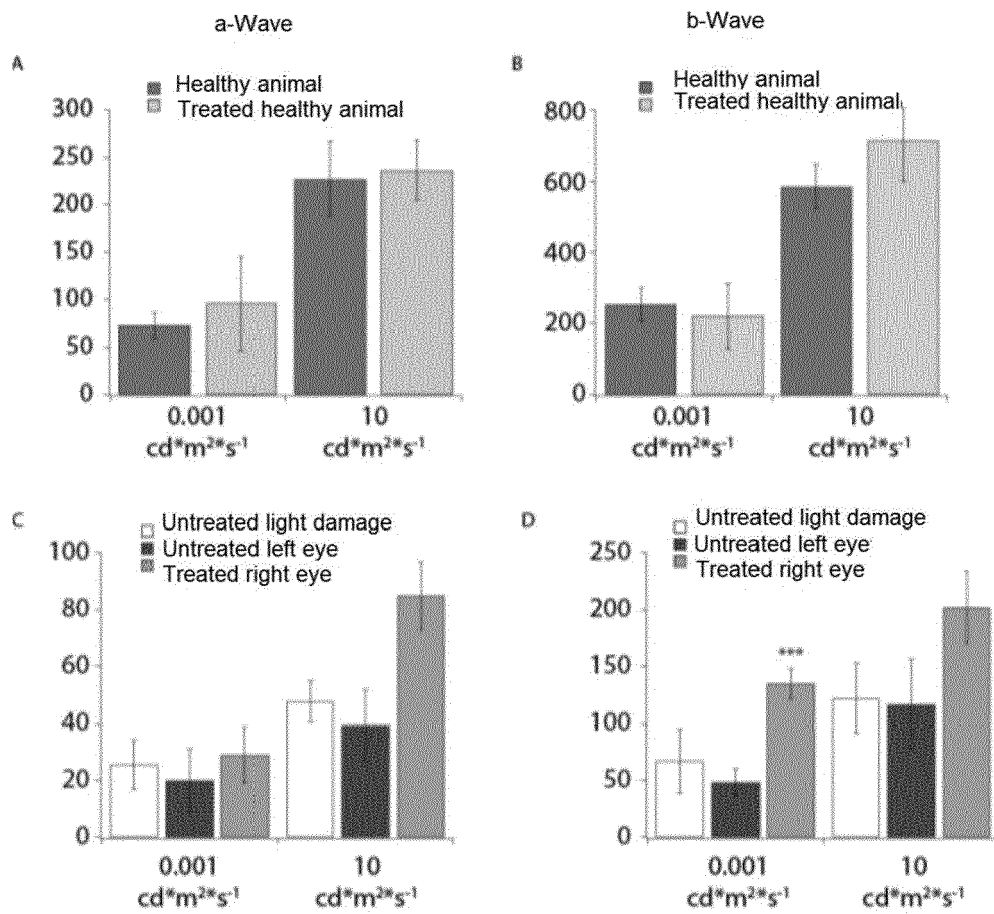 a-Wave
b-Wave
A
Healthy animal
Treated healthy animal
300
250
200
150
100
50
0
0.001
10
cd*m²*s⁻¹
cd*m²*s⁻¹
B
Healthy animal
Treated healthy animal
800
600
400
200
0
0.001
10
cd*m²*s⁻¹
cd*m²*s⁻¹
C
Untreated light damage
Untreated left eye
Treated right eye
100
80
60
40
20
0
0.001
10
cd*m²*s⁻¹
cd*m²*s⁻¹
D
Untreated light damage
Untreated left eye
Treated right eye
250
200
150
100
50
0
***
0.001
10
cd*m²*s⁻¹
cd*m²*s⁻¹